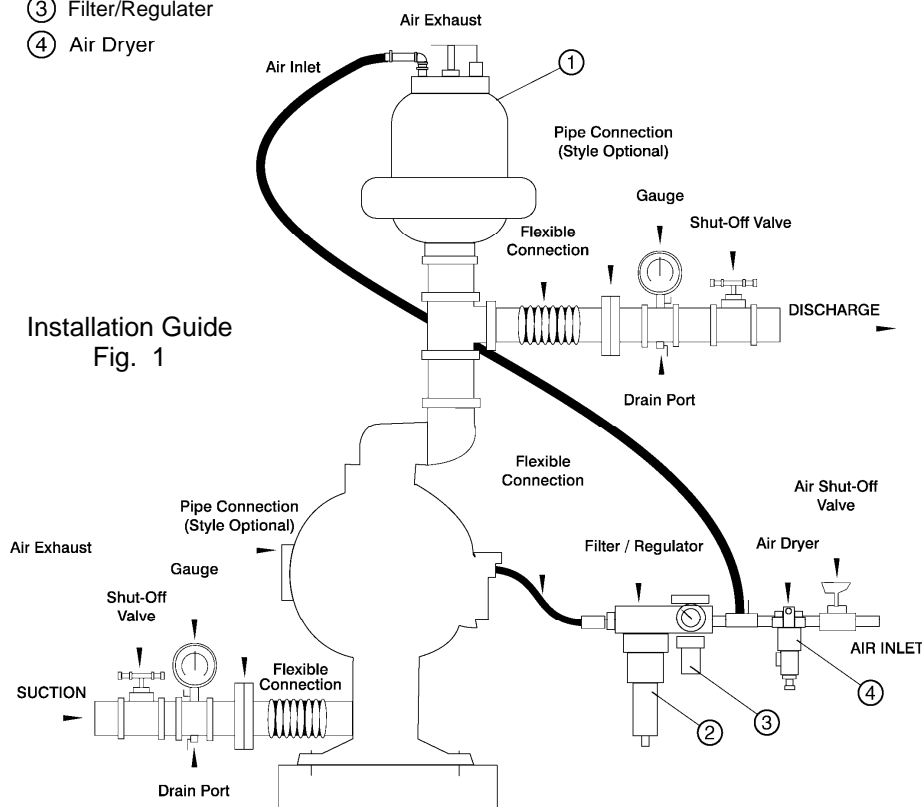 ③ Filter/Regulater
④ Air Dryer
Air Exhaust
Air Inlet
①
Pipe Connection
(Style Optional)
Gauge
Shut-Off Valve
Flexible
Connection
DISCHARGE
Installation Guide
Fig. 1
Drain Port
Flexible
Connection
Air Shut-Off
Valve
Pipe Connection
(Style Optional)
Filter / Regulator
Air Dryer
Air Exhaust
Gauge
Shut-Off
Valve
AIR INLET
Flexible
Connection
SUCTION
④
③
②
Drain Port